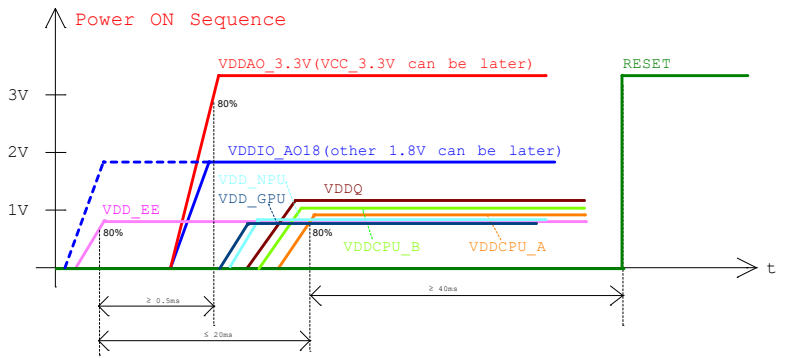 Power ON Sequence
VDDAO_3.3V(VCC_3.3V can be later)
RESET
3V
80%
2V
VDDIO_AO18(other 1.8V can be later)
VDD_NPU
VDDQ
VDD_GPU
1V
VDD_EE
80%
80%
VDDCPU_B
VDDCPU_A
t
≥ 40ms
≥ 0.5ms
≤ 20ms